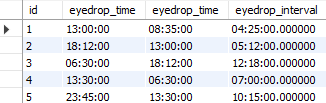 id eyedrop_time eyedrop_time eyedrop_interval
1 13:00:00 08:35:00 04:25:00.000000
2 18:12:00 13:00:00 05:12:00.000000
3 06:30:00 18:12:00 12:18:00.000000
4 13:30:00 06:30:00 07:00:00.000000
5 23:45:00 13:30:00 10:15:00.000000